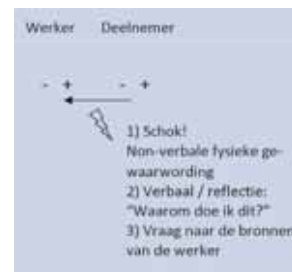 Werker Deelnemer
- + - +
1) Schok!
Non-verbale fysieke ge-
waarwording
2) Verbaal / reflectie:
"Waarom doe ik dit?"
3) Vraag naar de bronnen
van de werker